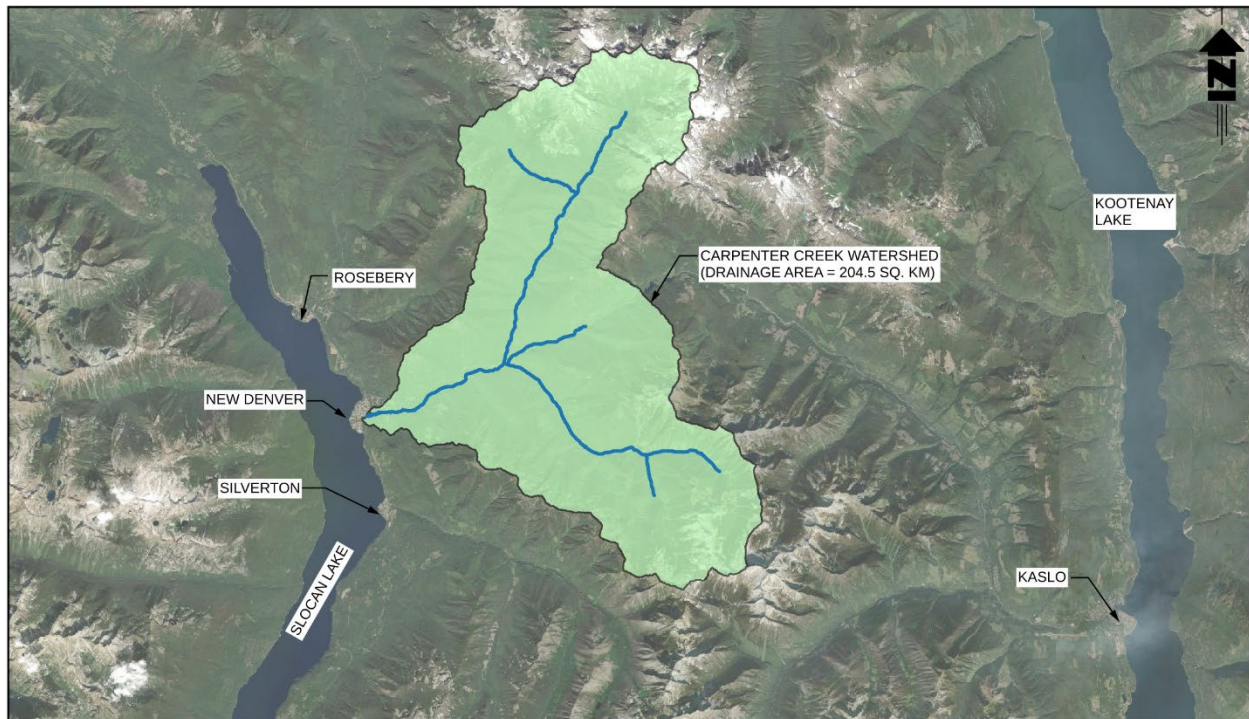 N
KOOTENAY
LAKE
CARPENTER CREEK WATERSHED
(DRAINAGE AREA = 204.5 SQ. KM)
ROSEBERY
NEW DENVER
SILVERTON
SLOCAN LAKE
KASLO